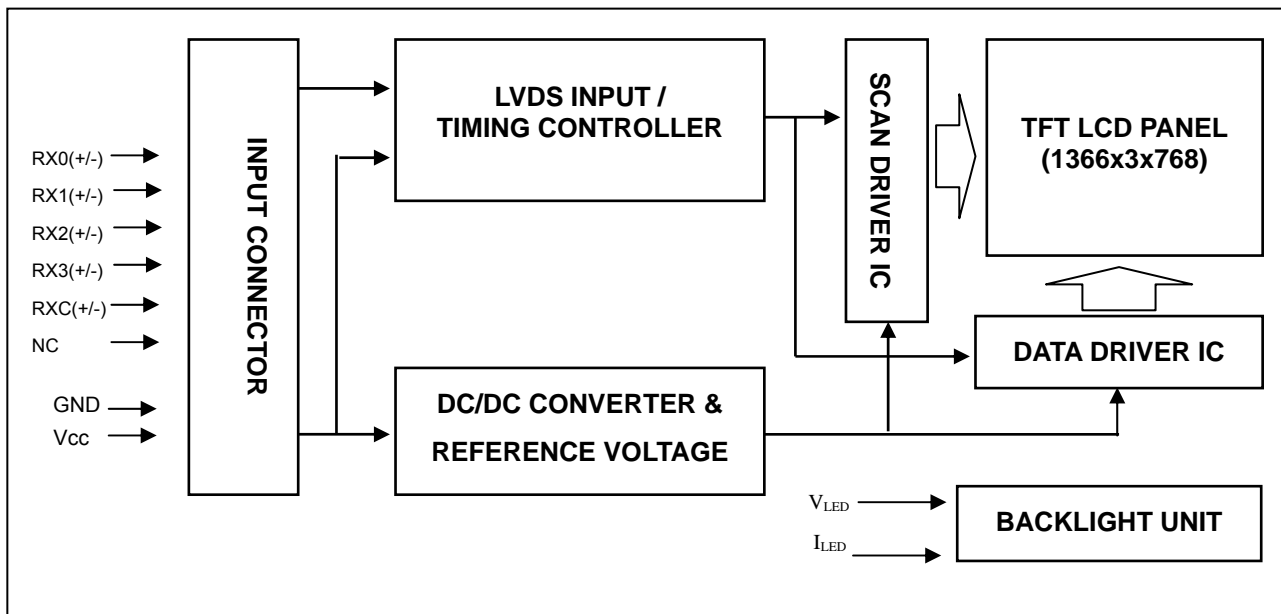 RX0(+/-)
RX1(+/-)
RX2(+/-)
RX3(+/-)
RXC(+/-)
NC
GND
Vcc
INPUT CONNECTOR
LVDS INPUT /
TIMING CONTROLLER
DC/DC CONVERTER &
REFERENCE VOLTAGE
SCAN DRIVER IC
TFT LCD PANEL
(1366x3x768)
DATA DRIVER IC
VLED
ILED
BACKLIGHT UNIT